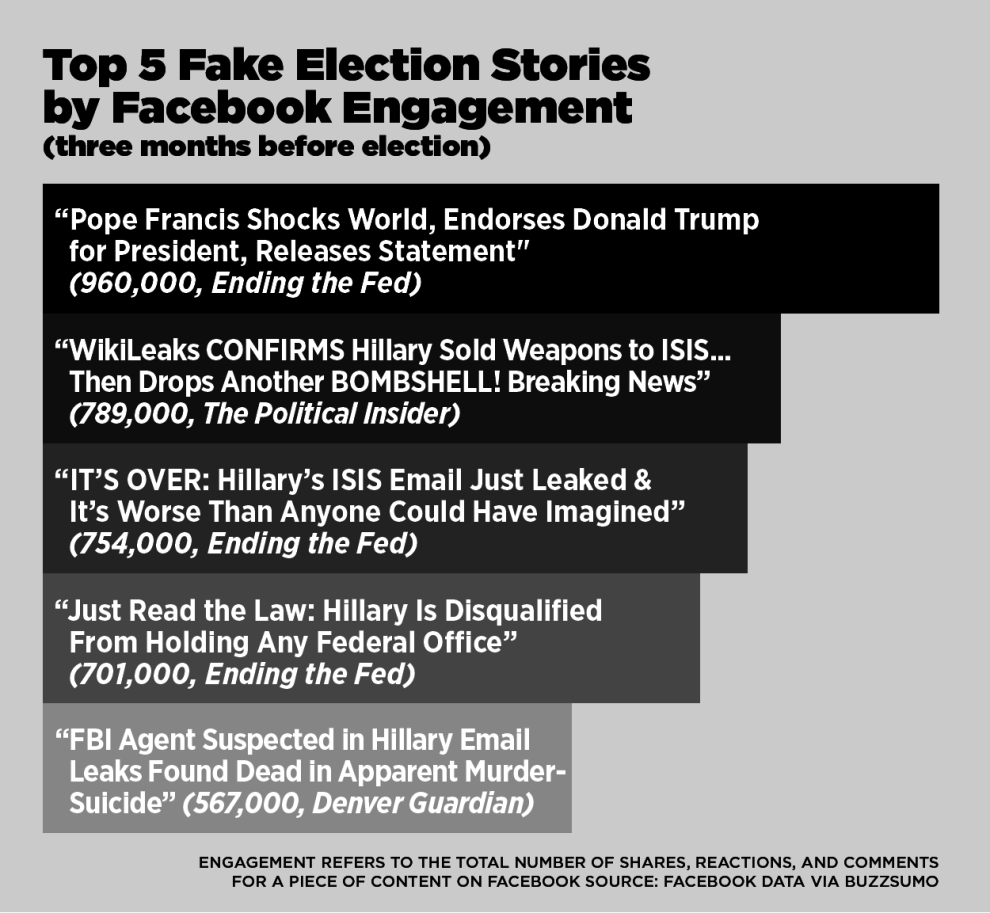 Top 5 Fake Election Stories
by Facebook Engagement
(three months before election)
“Pope Francis Shocks World, Endorses Donald Trump
for President, Releases Statement"
(960,000, Ending the Fed)
“WikiLeaks CONFIRMS Hillary Sold Weapons to ISIS...
Then Drops Another BOMBSHELL! Breaking News”
(789,000, The Political Insider)
“IT’S OVER: Hillary’s ISIS Email Just Leaked &
It’s Worse Than Anyone Could Have Imagined”
(754,000, Ending the Fed)
“Just Read the Law: Hillary Is Disqualified
From Holding Any Federal Office”
(701,000, Ending the Fed)
“FBI Agent Suspected in Hillary Email
Leaks Found Dead in Apparent Murder-
Suicide” (567,000, Denver Guardian)
ENGAGEMENT REFERS TO THE TOTAL NUMBER OF SHARES, REACTIONS, AND COMMENTS
FOR A PIECE OF CONTENT ON FACEBOOK SOURCE: FACEBOOK DATA VIA BUZZSUMO